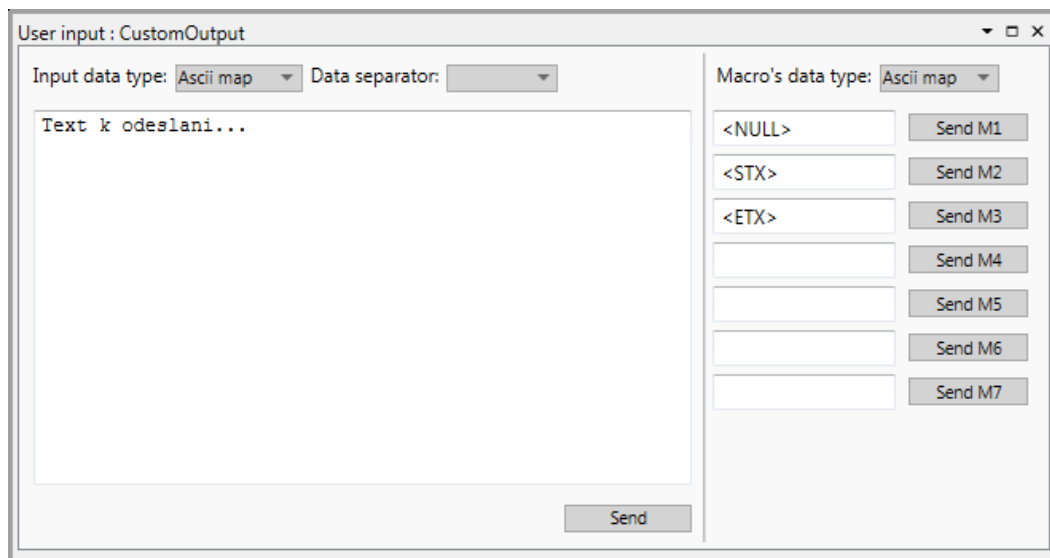 User input : CustomOutput
Input data type: Ascii map Data separator:
Macro's data type: Ascii map
Text k odeslani...
<NULL> Send M1
<STX> Send M2
<ETX> Send M3
Send M4
Send M5
Send M6
Send M7
Send